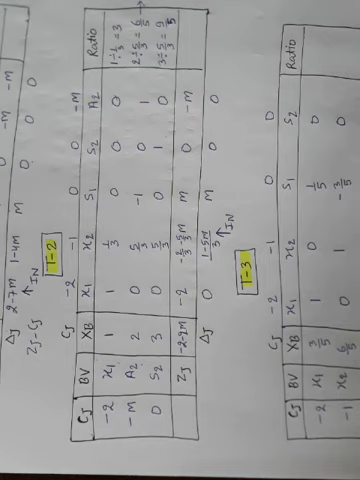 0 -M -M
ΔJ 2-7M 1-4M M 0 0 0
ZJ-CJ ↑IN
T-2
CJ -2 -1 0 0 -M
CJ BV XB x1 x2 S1 S2 A2 Ratio
-2 x1 1 1 1/3 0 0 0 1÷1/3=3
-M A2 2 0 5/3 -1 0 1 2÷5/3=6/5 →
0 S2 3 0 5/3 0 1 0 3÷5/3=9/5
ZJ -2-2M -2 -2/3-5/3M M 0 -M
ΔJ 0 1-5M/3 M 0 0
↑IN
T-3
CJ -2 -1 0 0
CJ BV XB x1 x2 S1 S2 Ratio
-2 x1 3/5 1 0 1/5 0
-1 x2 6/5 0 1 -3/5 0